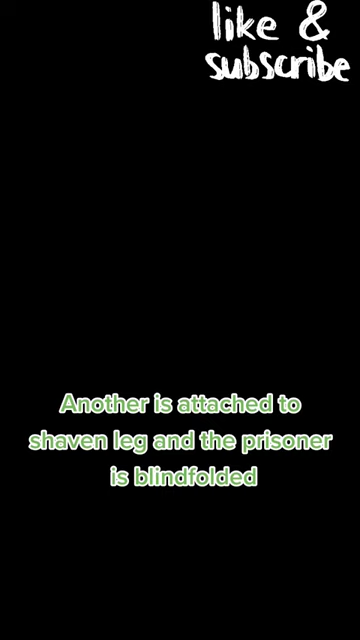 like &
subscribe
Another is attached to
shaven leg and the prisoner
is blindfolded